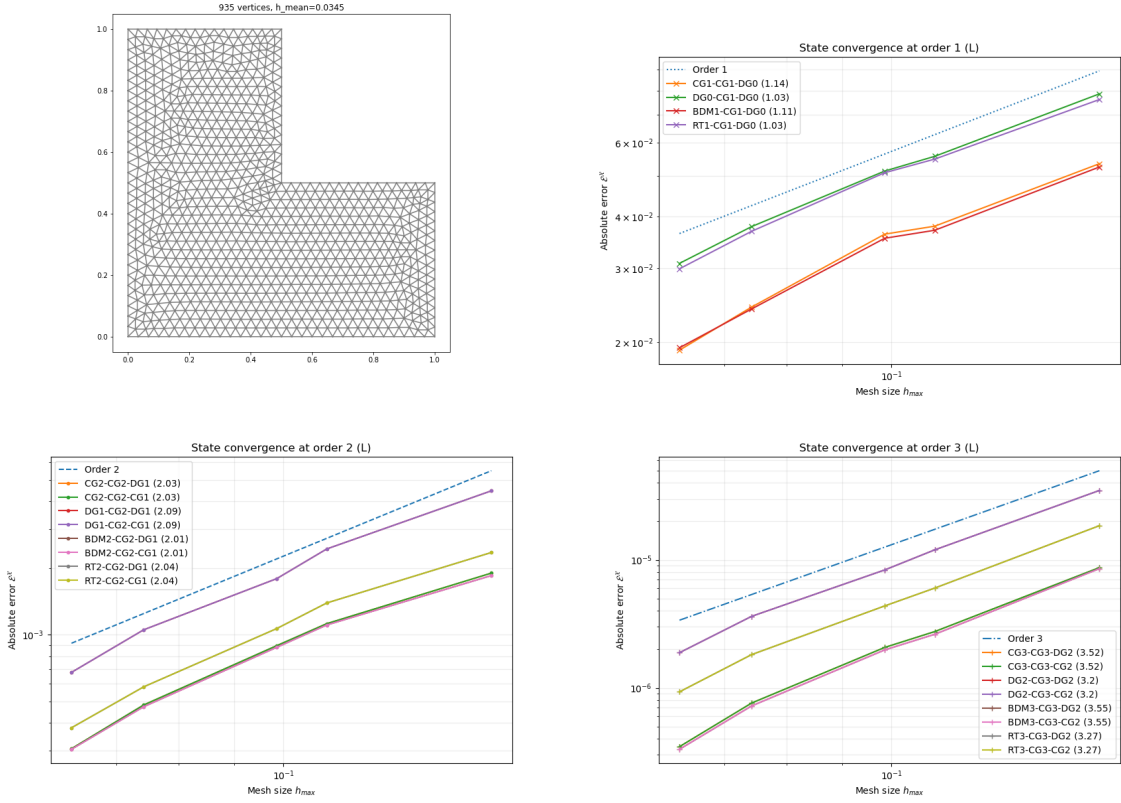 935 vertices, h_mean=0.0345
1.0
0.8
0.6
0.4
0.2
0.0
0.0 0.2 0.4 0.6 0.8 1.0
State convergence at order 1 (L)
Order 1
CG1-CG1-DG0 (1.14)
DG0-CG1-DG0 (1.03)
BDM1-CG1-DG0 (1.11)
RT1-CG1-DG0 (1.03)
Absolute error ℰ^𝒳
6 × 10⁻²
4 × 10⁻²
3 × 10⁻²
2 × 10⁻²
10⁻¹
Mesh size h_max
State convergence at order 2 (L)
Order 2
CG2-CG2-DG1 (2.03)
CG2-CG2-CG1 (2.03)
DG1-CG2-DG1 (2.09)
DG1-CG2-CG1 (2.09)
BDM2-CG2-DG1 (2.01)
BDM2-CG2-CG1 (2.01)
RT2-CG2-DG1 (2.04)
RT2-CG2-CG1 (2.04)
Absolute error ℰ^𝒳
10⁻³
10⁻¹
Mesh size h_max
State convergence at order 3 (L)
Absolute error ℰ^𝒳
10⁻⁵
10⁻⁶
Order 3
CG3-CG3-DG2 (3.52)
CG3-CG3-CG2 (3.52)
DG2-CG3-DG2 (3.2)
DG2-CG3-CG2 (3.2)
BDM3-CG3-DG2 (3.55)
BDM3-CG3-CG2 (3.55)
RT3-CG3-DG2 (3.27)
RT3-CG3-CG2 (3.27)
10⁻¹
Mesh size h_max